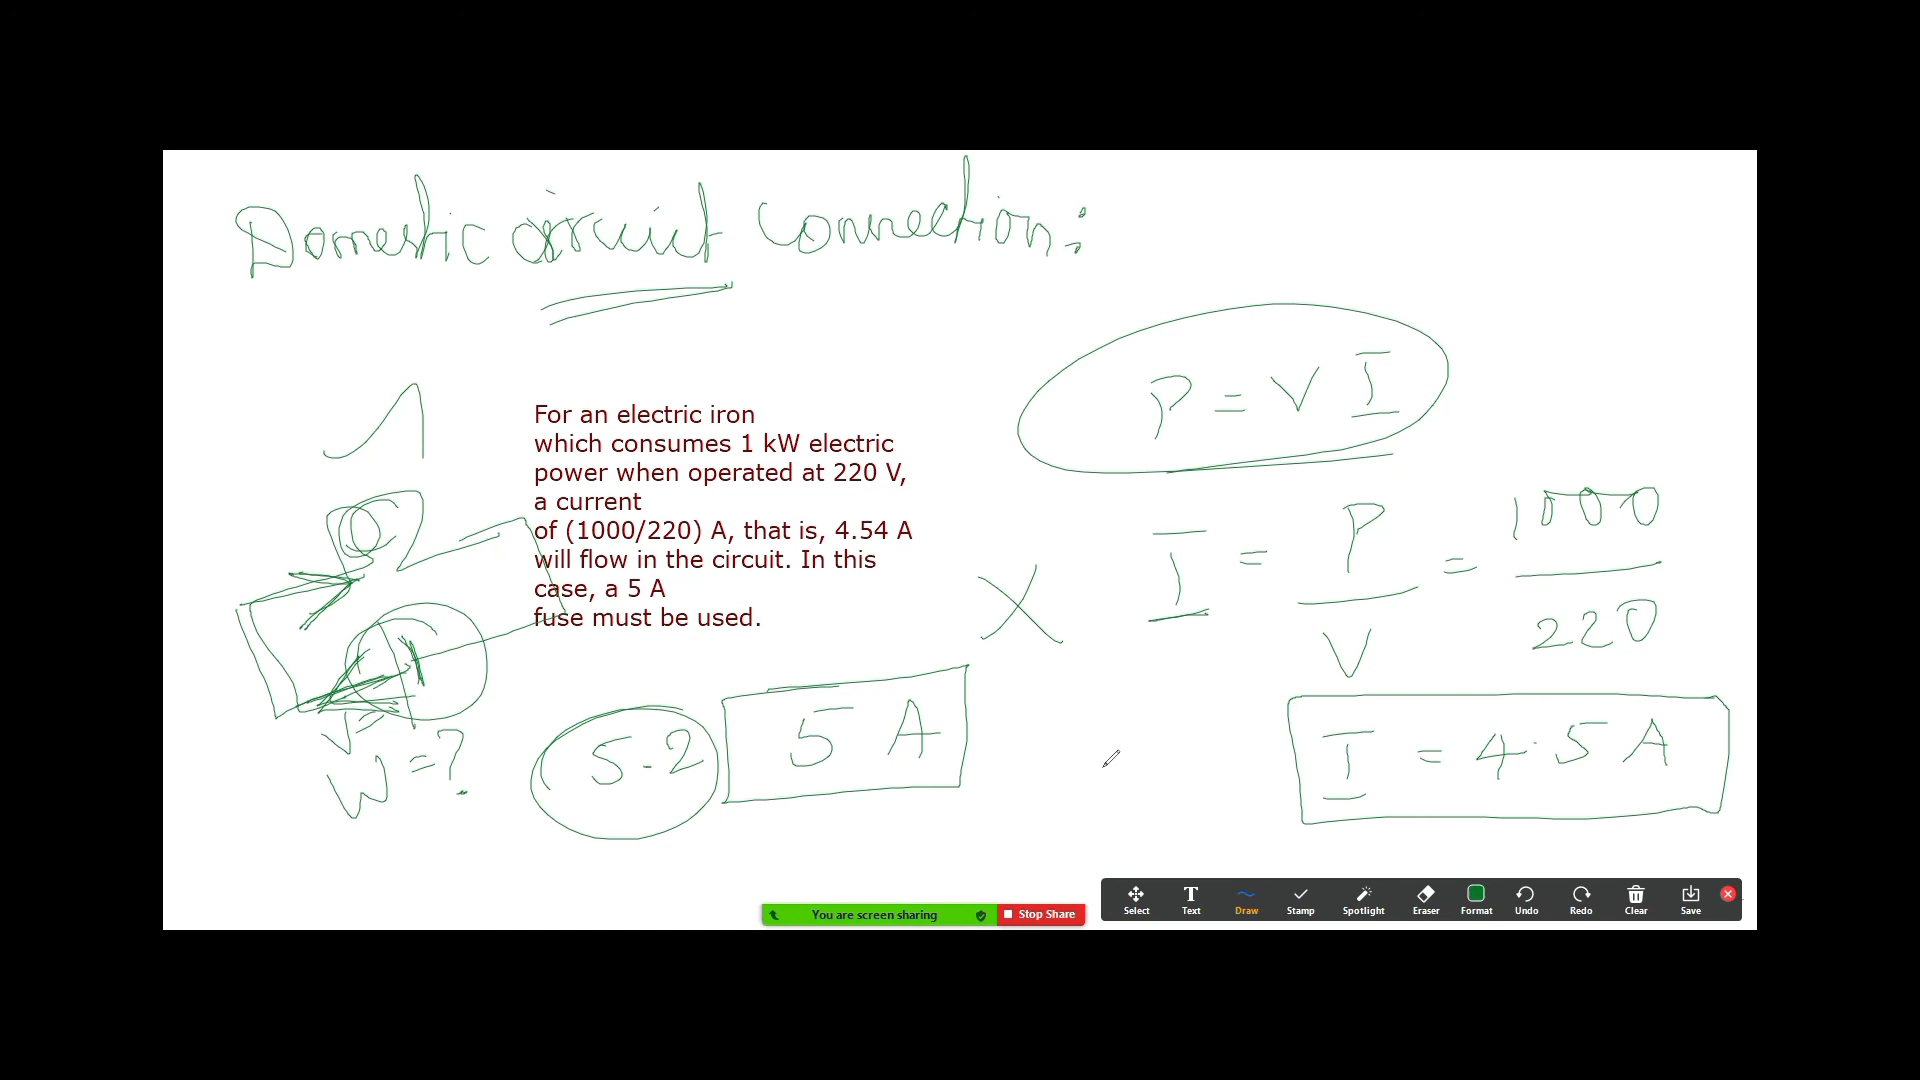 Domestic circuit connection:
P = V I
For an electric iron
which consumes 1 kW electric
power when operated at 220 V,
a current
of (1000/220) A, that is, 4.54 A
will flow in the circuit. In this
case, a 5 A
fuse must be used.
I = P / V = 1000 / 220
X
W = ?
5.2
5 A
I = 4.5 A
You are screen sharing
Stop Share
Select Text Draw Stamp Spotlight Eraser Format Undo Redo Clear Save